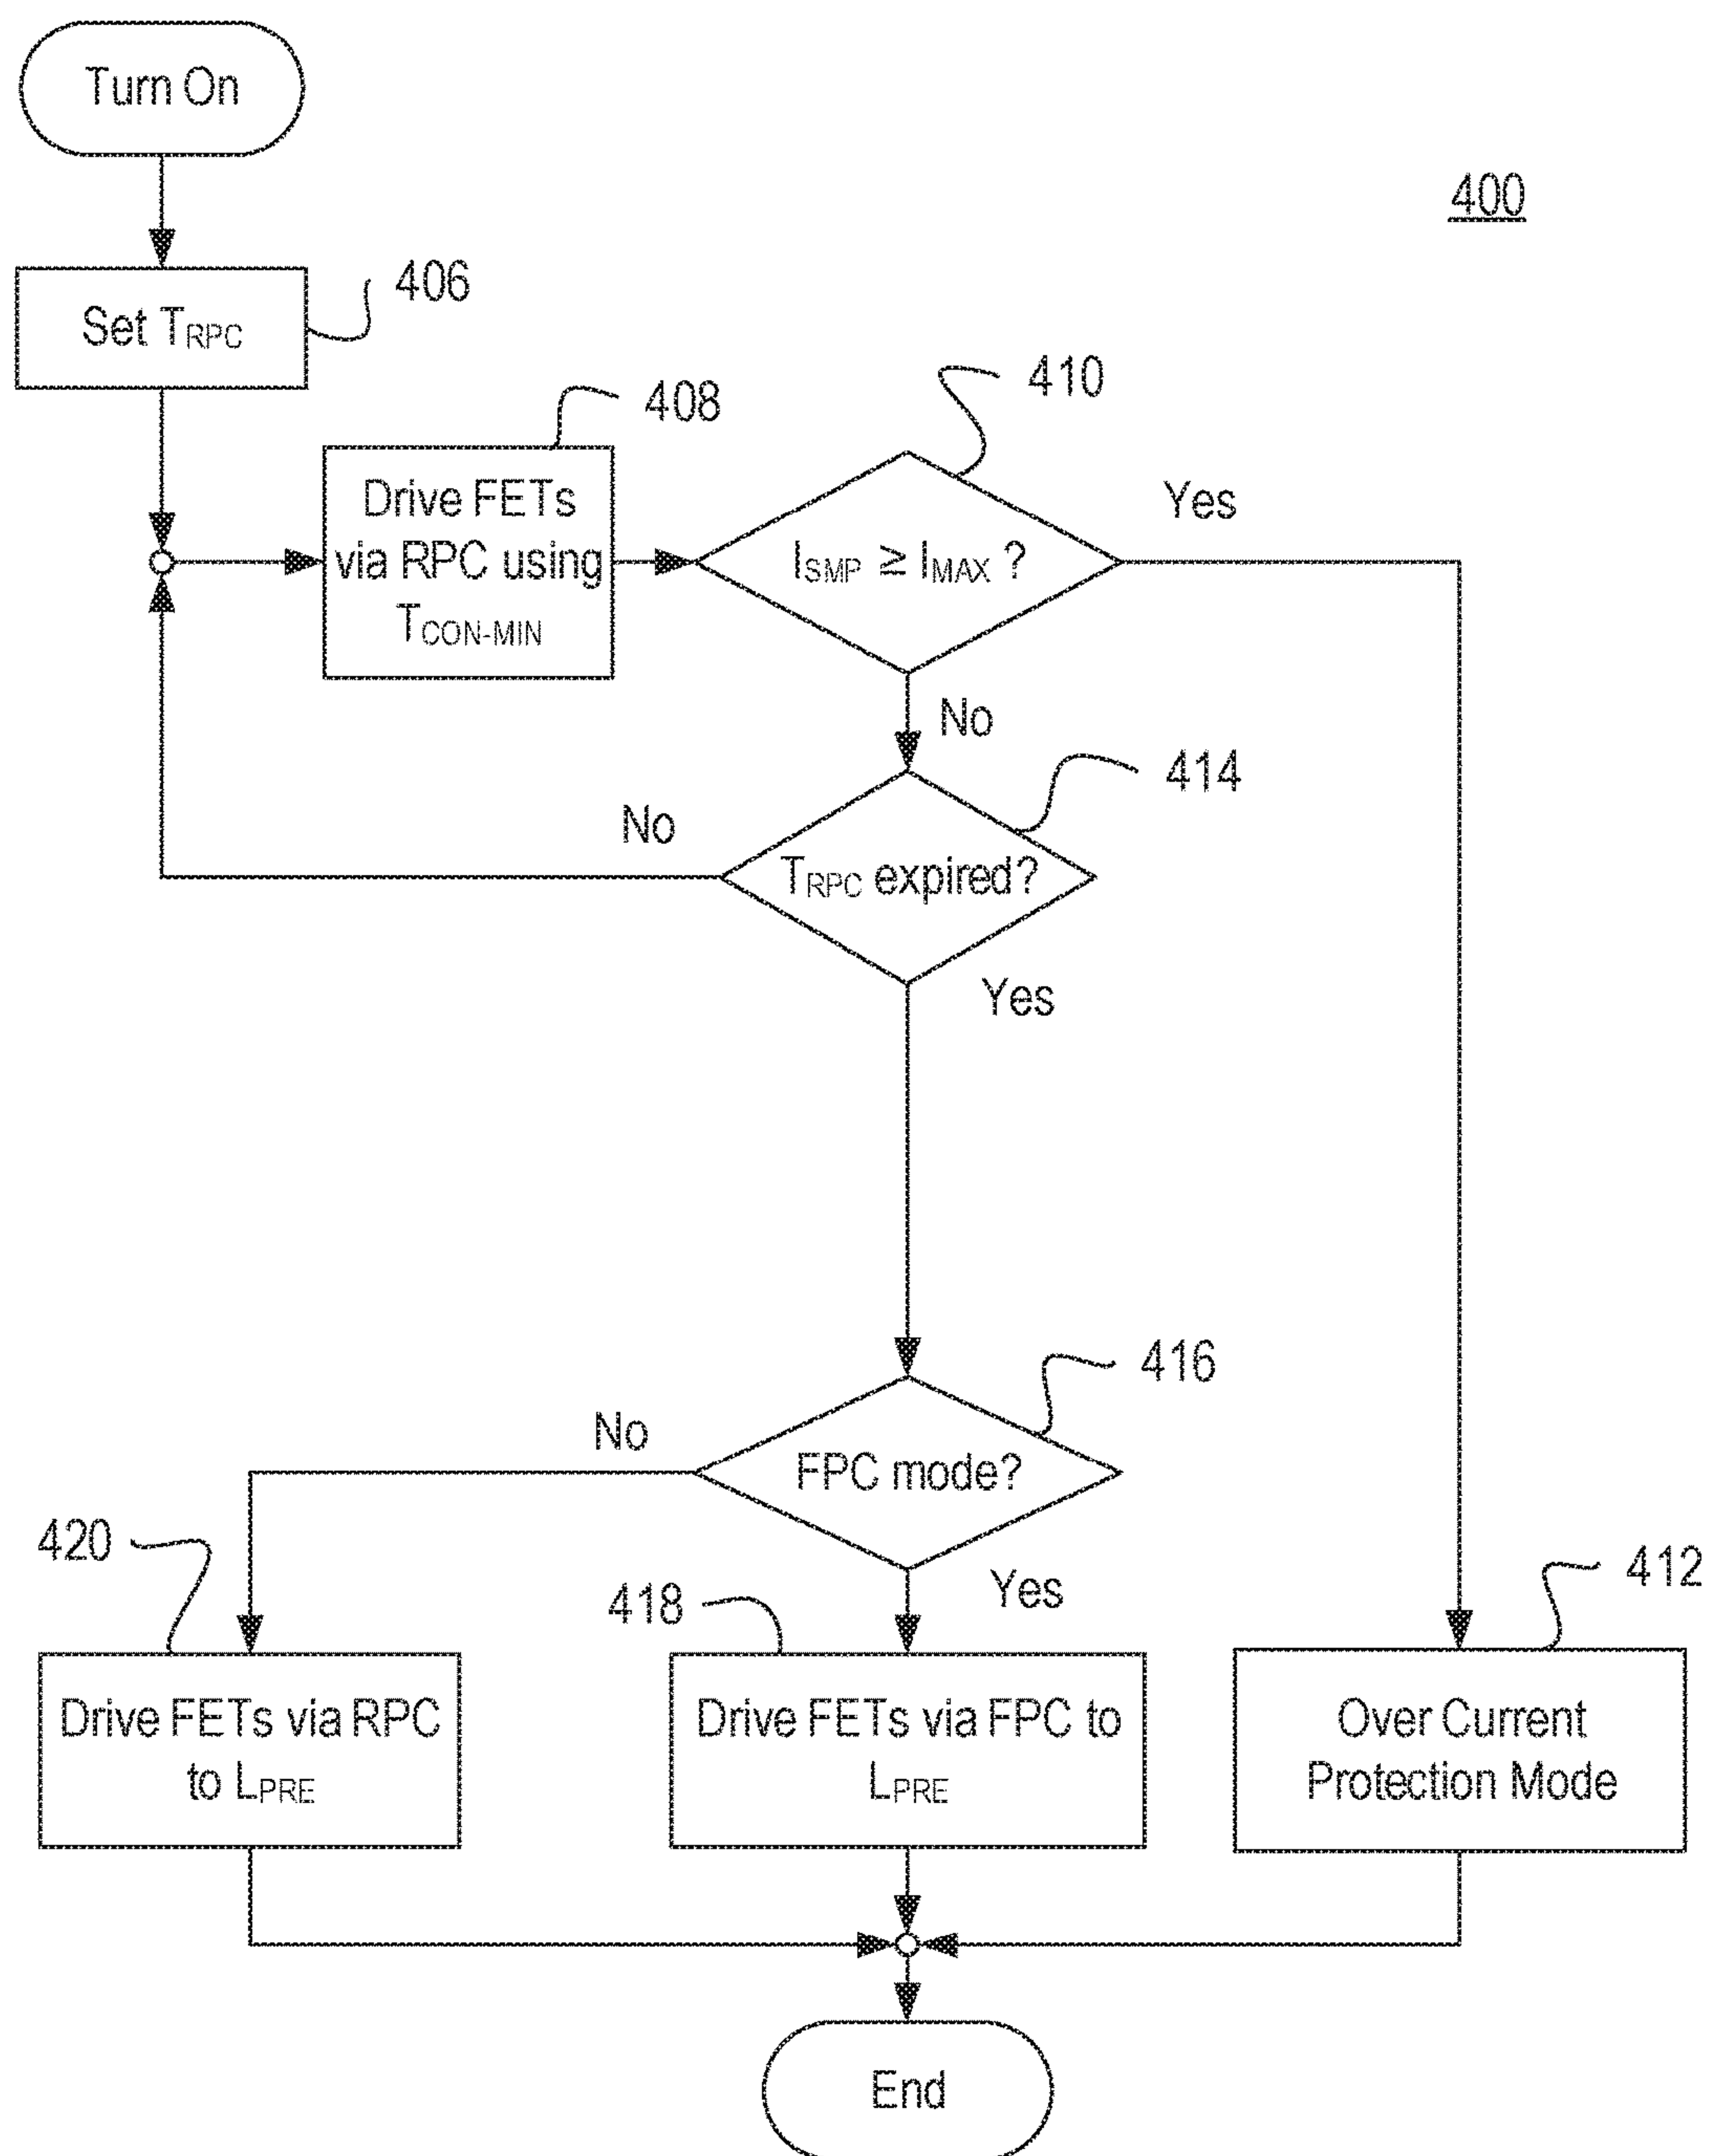 Turn On
400
406
Set TRPC
410
408
Drive FETs
via RPC using
TCON-MIN
ISMP ≥ IMAX ?
Yes
No
414
No
TRPC expired?
Yes
416
No
FPC mode?
420
Yes
418
412
Drive FETs via RPC
to LPRE
Drive FETs via FPC to
LPRE
Over Current
Protection Mode
End